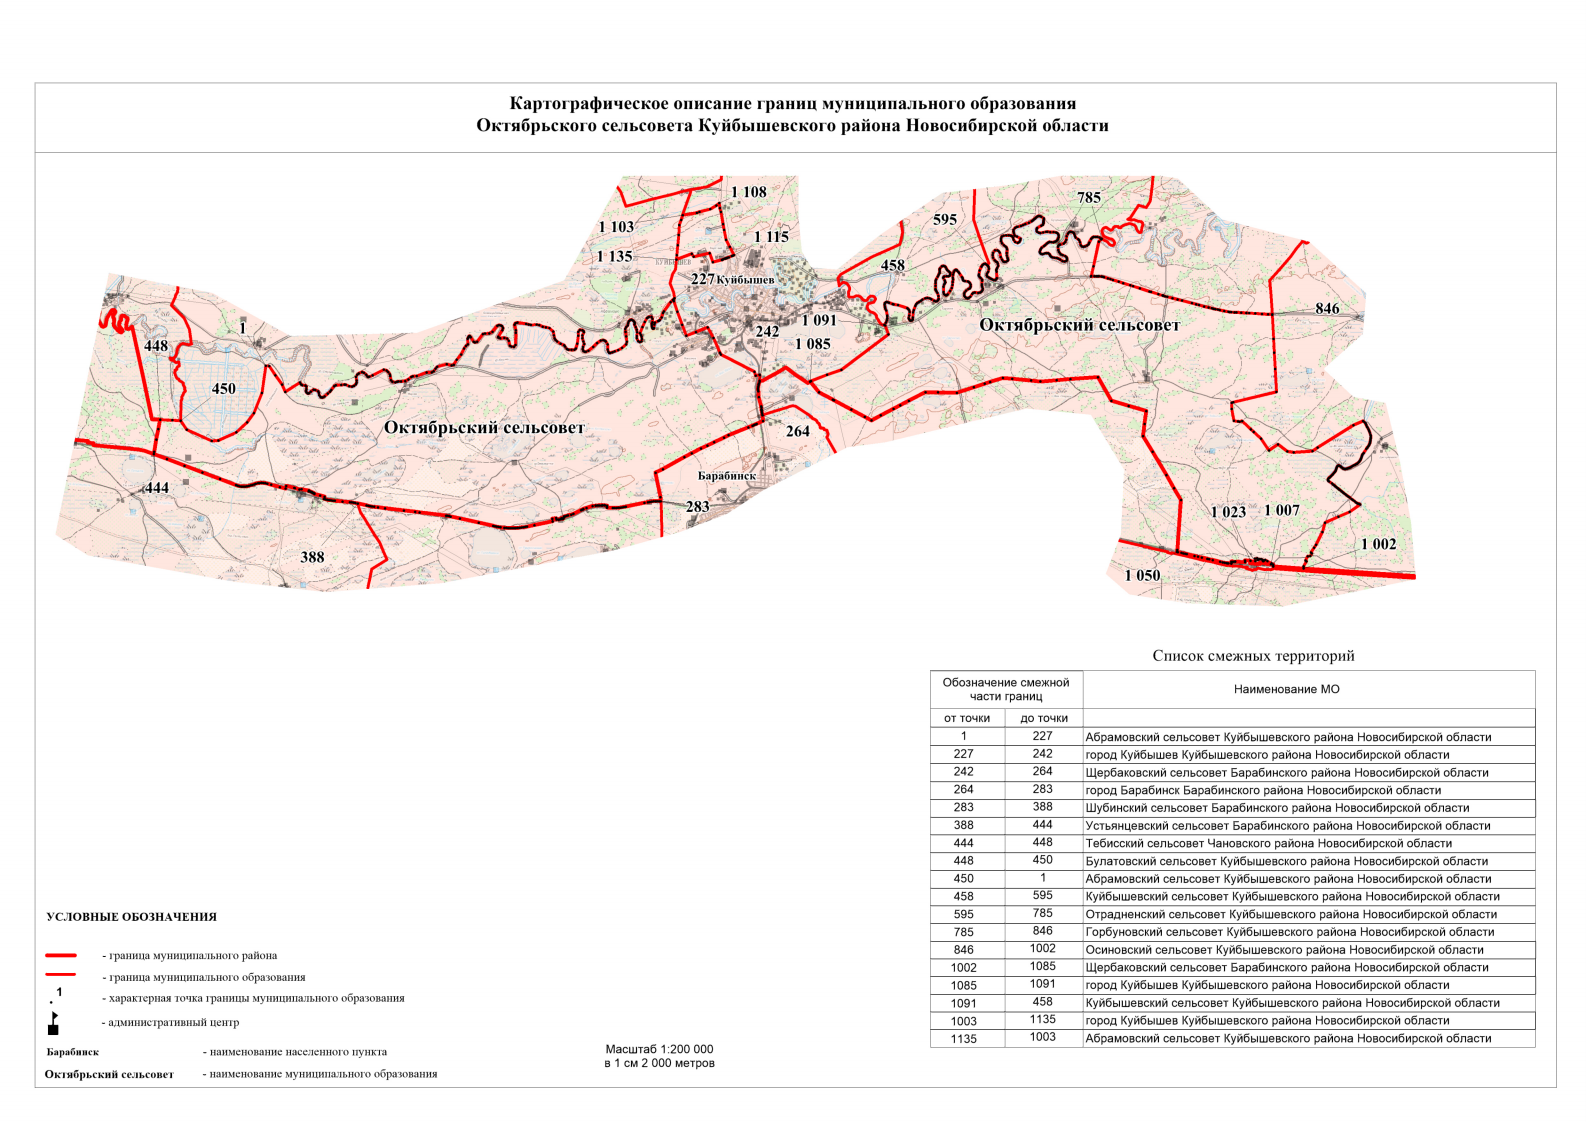 Картографическое описание границ муниципального образования
Октябрьского сельсовета Куйбышевского района Новосибирской области
1 108
785
595
1 103
1 115
1 135
КУЙБЫШЕВ
458
227 Куйбышев
846
1
1 091
Октябрьский сельсовет
242
448
1 085
450
Октябрьский сельсовет
264
Барабинск
444
283
1 023
1 007
388
1 002
1 050
Список смежных территорий
Обозначение смежной части границ
Наименование МО
от точки до точки
1 227 Абрамовский сельсовет Куйбышевского района Новосибирской области
227 242 город Куйбышев Куйбышевского района Новосибирской области
242 264 Щербаковский сельсовет Барабинского района Новосибирской области
264 283 город Барабинск Барабинского района Новосибирской области
283 388 Шубинский сельсовет Барабинского района Новосибирской области
388 444 Устьянцевский сельсовет Барабинского района Новосибирской области
444 448 Тебисский сельсовет Чановского района Новосибирской области
448 450 Булатовский сельсовет Куйбышевского района Новосибирской области
450 1 Абрамовский сельсовет Куйбышевского района Новосибирской области
458 595 Куйбышевский сельсовет Куйбышевского района Новосибирской области
595 785 Отрадненский сельсовет Куйбышевского района Новосибирской области
785 846 Горбуновский сельсовет Куйбышевского района Новосибирской области
846 1002 Осиновский сельсовет Куйбышевского района Новосибирской области
1002 1085 Щербаковский сельсовет Барабинского района Новосибирской области
1085 1091 город Куйбышев Куйбышевского района Новосибирской области
1091 458 Куйбышевский сельсовет Куйбышевского района Новосибирской области
1003 1135 город Куйбышев Куйбышевского района Новосибирской области
1135 1003 Абрамовский сельсовет Куйбышевского района Новосибирской области
УСЛОВНЫЕ ОБОЗНАЧЕНИЯ
- граница муниципального района
- граница муниципального образования
1 - характерная точка границы муниципального образования
- административный центр
Барабинск - наименование населенного пункта
Октябрьский сельсовет - наименование муниципального образования
Масштаб 1:200 000
в 1 см 2 000 метров